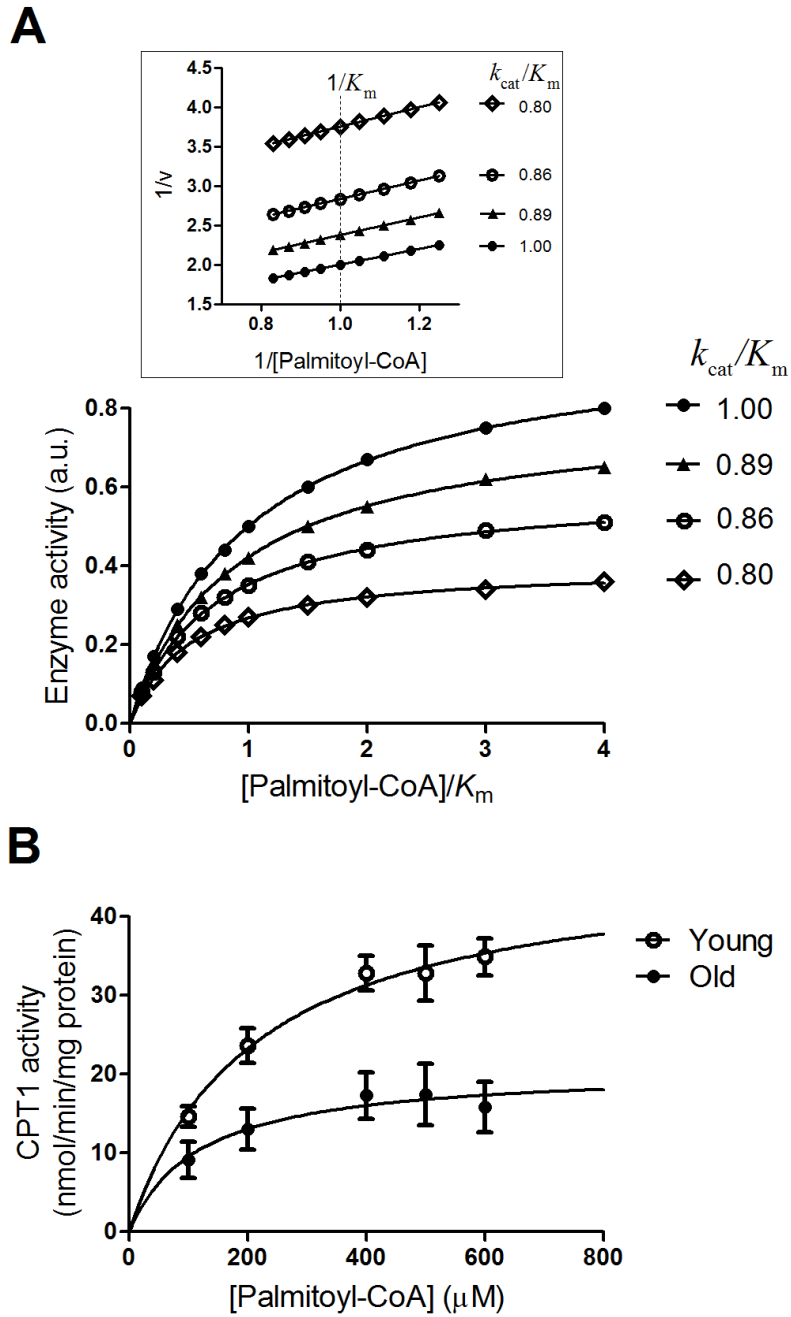 A
1/Km
kcat/Km
4.5
4.0
3.5
3.0
2.5
2.0
1.5
1/v
0.80
0.86
0.89
1.00
0.8 1.0 1.2
1/[Palmitoyl-CoA]
kcat/Km
1.00
0.89
0.86
0.80
0.8
0.6
0.4
0.2
0.0
Enzyme activity (a.u.)
0 1 2 3 4
[Palmitoyl-CoA]/Km
B
40
30
20
10
0
CPT1 activity
(nmol/min/mg protein)
Young
Old
0 200 400 600 800
[Palmitoyl-CoA] (μM)